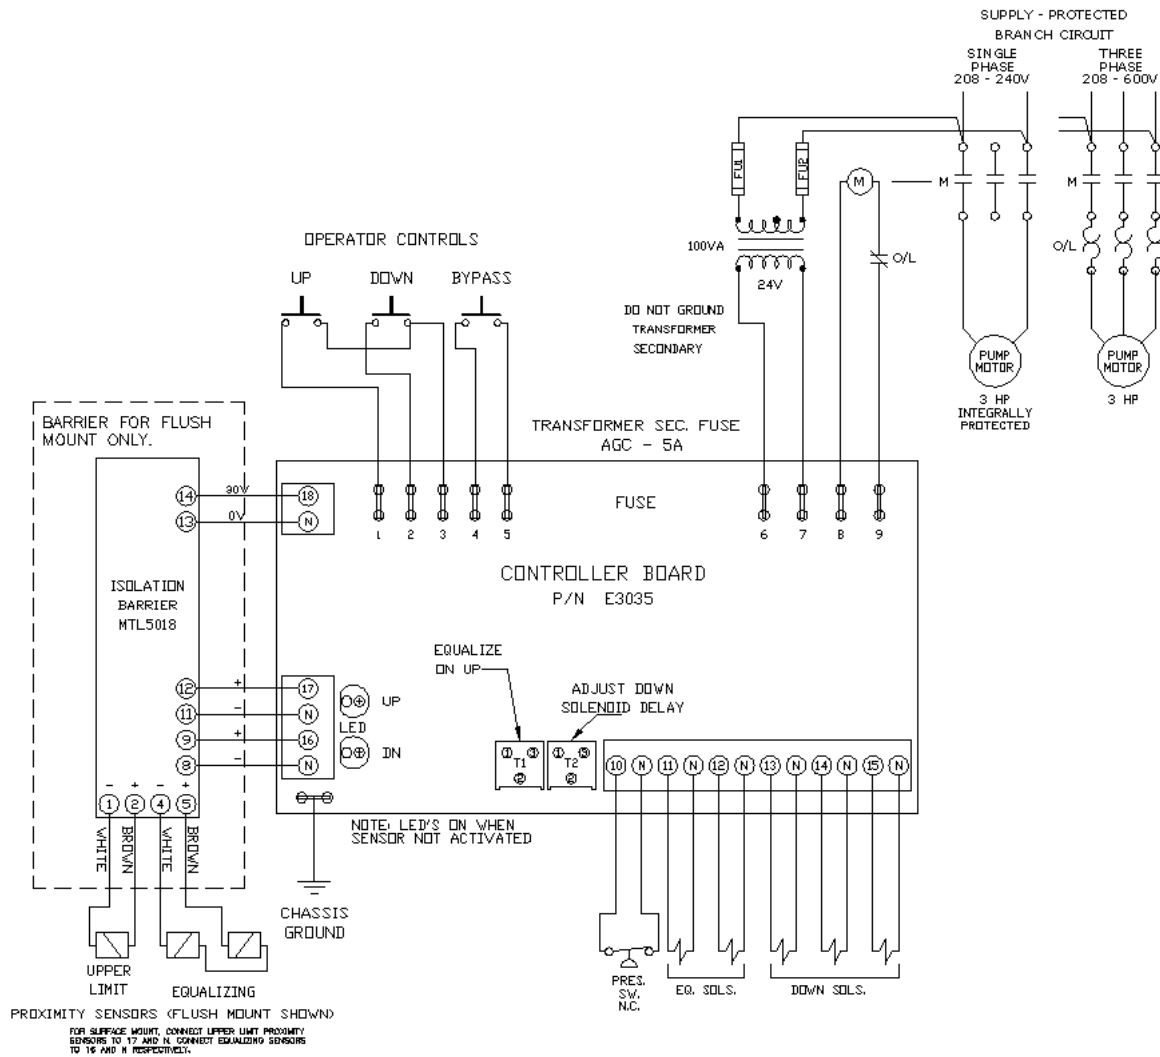 SUPPLY - PROTECTED
BRANCH CIRCUIT
SINGLE
PHASE
208 - 240V
THREE
PHASE
208 - 600V
FU1
FU2
M
M
M
100VA
24V
O/L
O/L
DO NOT GROUND
TRANSFORMER
SECONDARY
PUMP
MOTOR
3 HP
INTEGRALLY
PROTECTED
PUMP
MOTOR
3 HP
OPERATOR CONTROLS
UP
DOWN
BYPASS
TRANSFORMER SEC. FUSE
AGC - 5A
BARRIER FOR FLUSH
MOUNT ONLY.
14
30V
18
13
0V
N
FUSE
1
2
3
4
5
6
7
8
9
CONTROLLER BOARD
P/N E3035
ISOLATION
BARRIER
MTL5018
EQUALIZE
ON UP
ADJUST DOWN
SOLENOID DELAY
12
+
17
UP
11
-
N
LED
9
+
16
DN
8
-
N
1
3
T1
2
1
3
T2
2
10
N
11
N
12
N
13
N
14
N
15
N
-
+
-
+
1
2
4
5
WHITE
BROWN
WHITE
BROWN
NOTE: LED'S ON WHEN
SENSOR NOT ACTIVATED
CHASSIS
GROUND
UPPER
LIMIT
EQUALIZING
PRES.
SW.
N.C.
EQ. SOLS.
DOWN SOLS.
PROXIMITY SENSORS (FLUSH MOUNT SHOWN)
FOR SURFACE MOUNT, CONNECT UPPER LIMIT PROXIMITY
SENSORS TO 17 AND N. CONNECT EQUALIZING SENSORS
TO 16 AND N RESPECTIVELY.